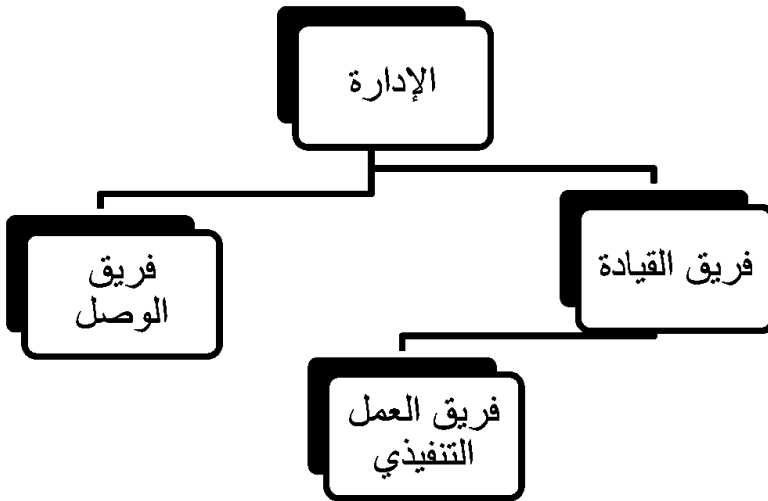 الإدارة
فريق القيادة
فريق
الوصل
فريق العمل
التنفيذي